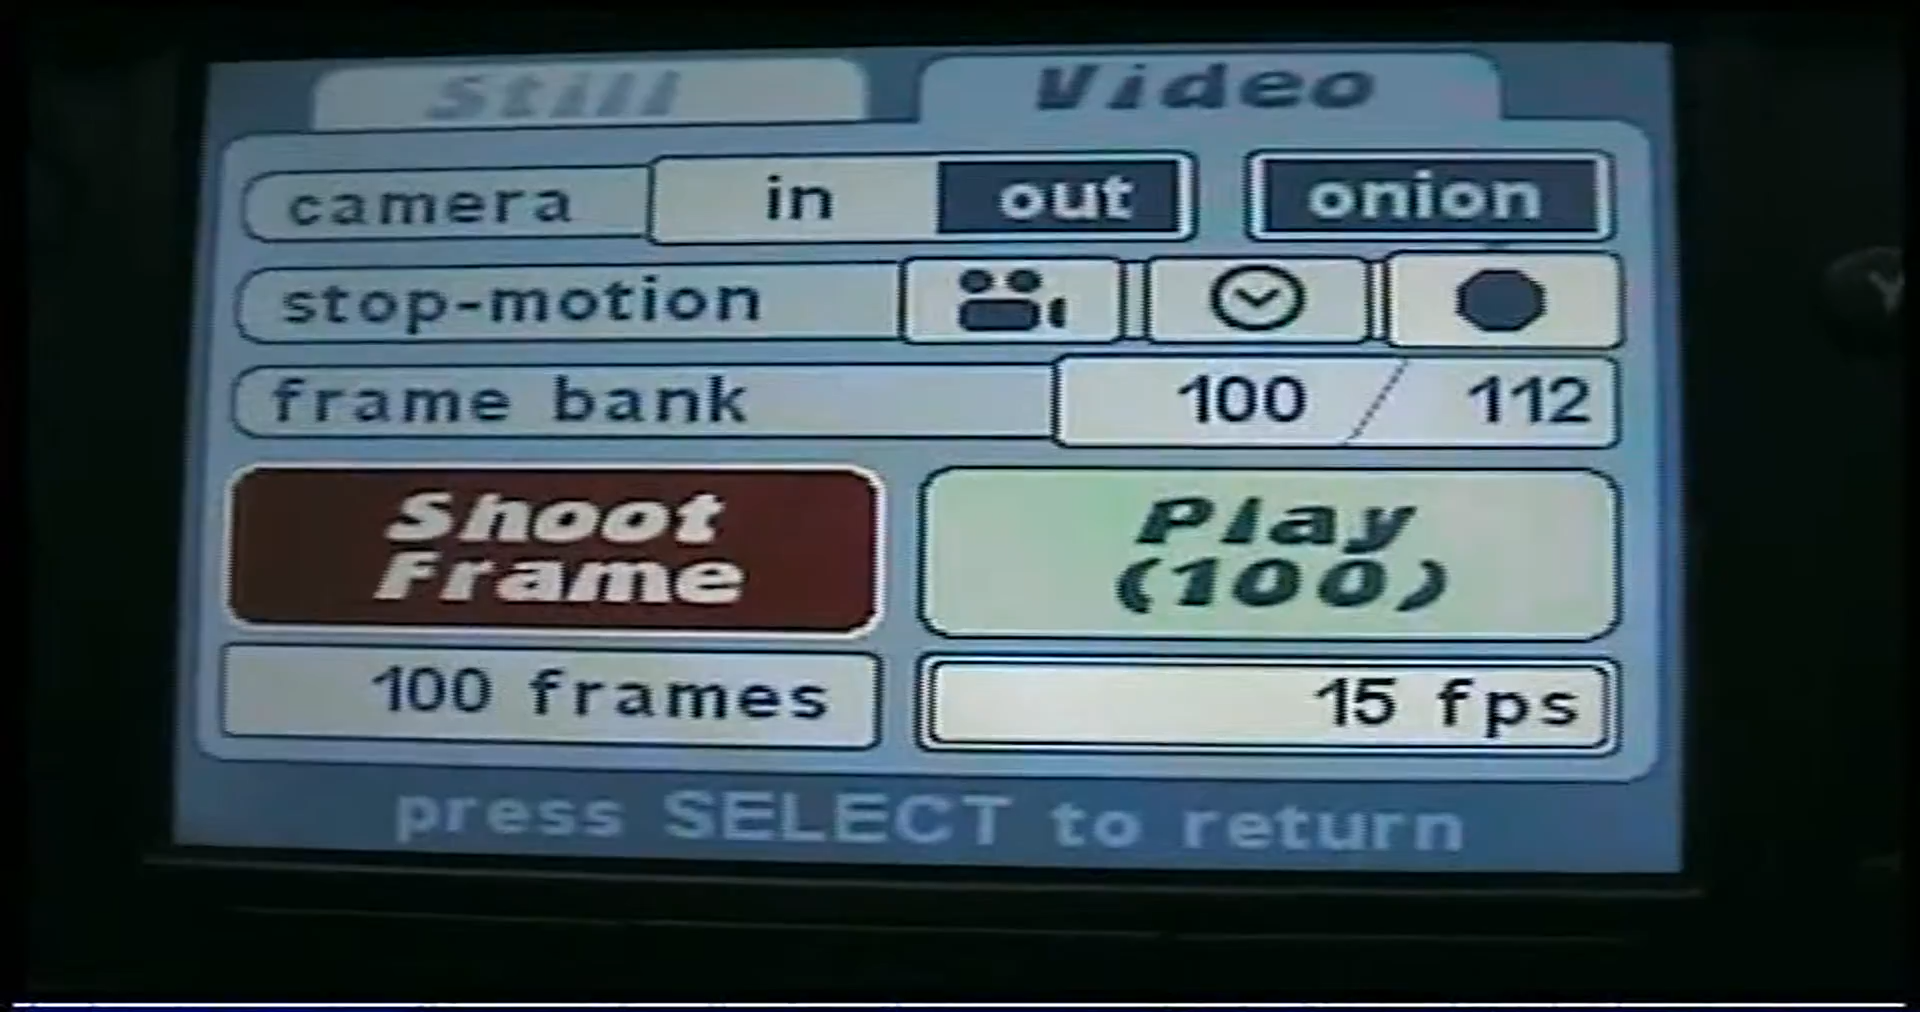 Still Video
camera in out onion
stop-motion
frame bank 100 / 112
Shoot
Frame
Play
(100)
100 frames 15 fps
press SELECT to return
Y